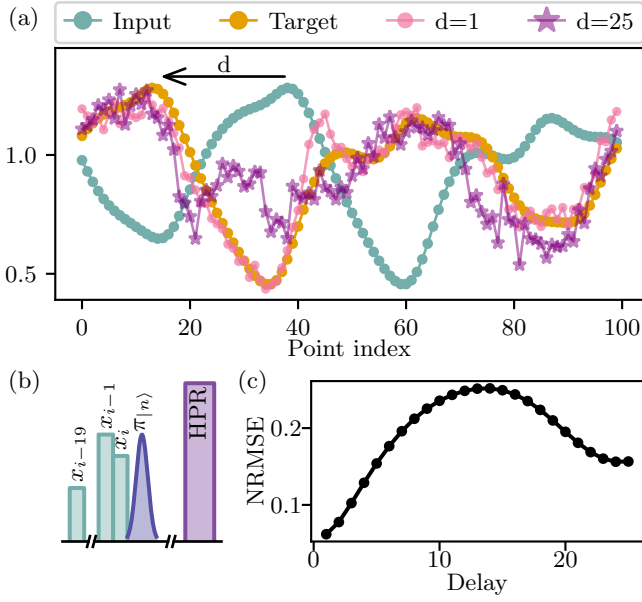 (a)
Input Target d=1 d=25
d
1.0
0.5
0 20 40 60 80 100
Point index
(b)
x_{i−19}
x_{i−1}
x_i
π_{|n⟩}
HPR
(c)
NRMSE
0.2
0.1
0 10 20
Delay